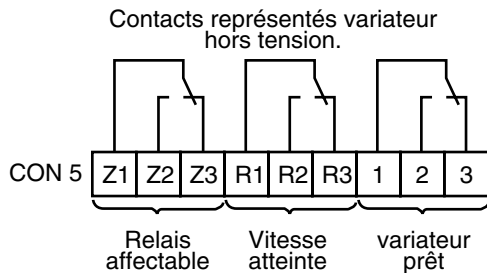 Contacts représentés variateur
hors tension.
CON 5 Z1 Z2 Z3 R1 R2 R3 1 2 3
Relais affectable
Vitesse atteinte
variateur prêt